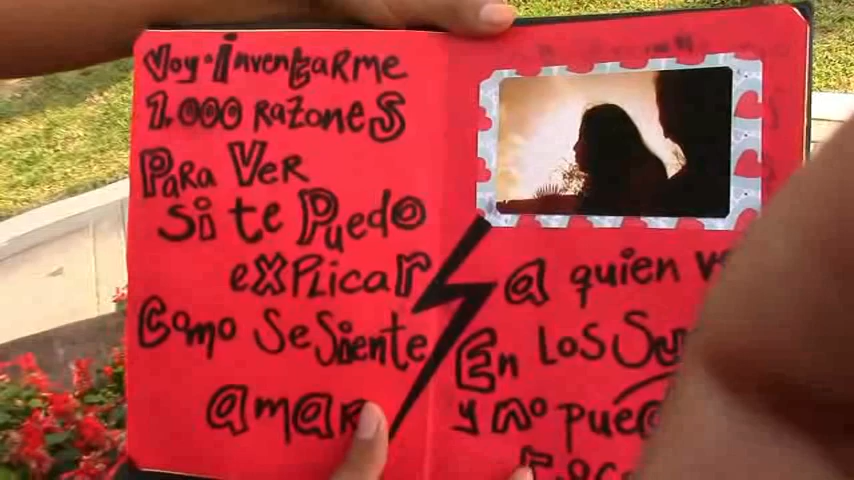 Voy inventarme
1.000 RazoneS
PaRa VeR
si te Puedo
eXPlicar
Como Se Siente
amaR
a quien
En Los
y no